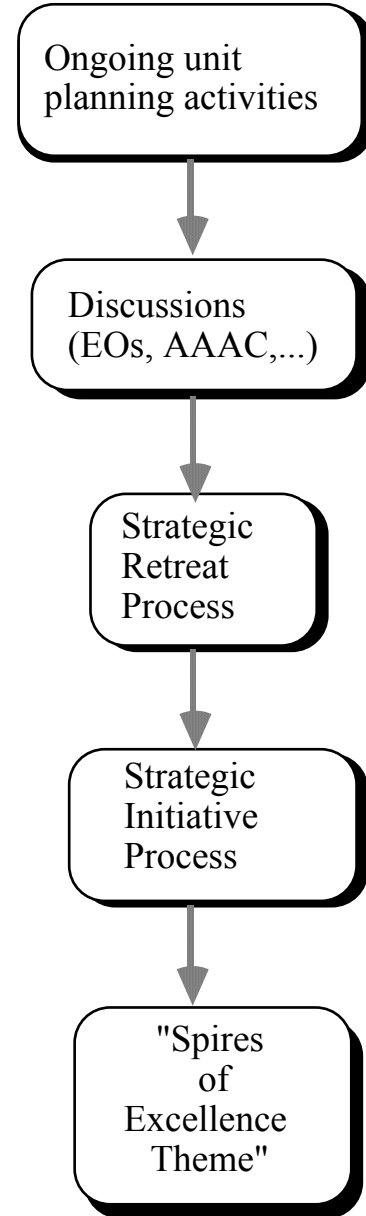 Ongoing unit
planning activities
Discussions
(EOs, AAAC,...)
Strategic
Retreat
Process
Strategic
Initiative
Process
"Spires
of
Excellence
Theme"